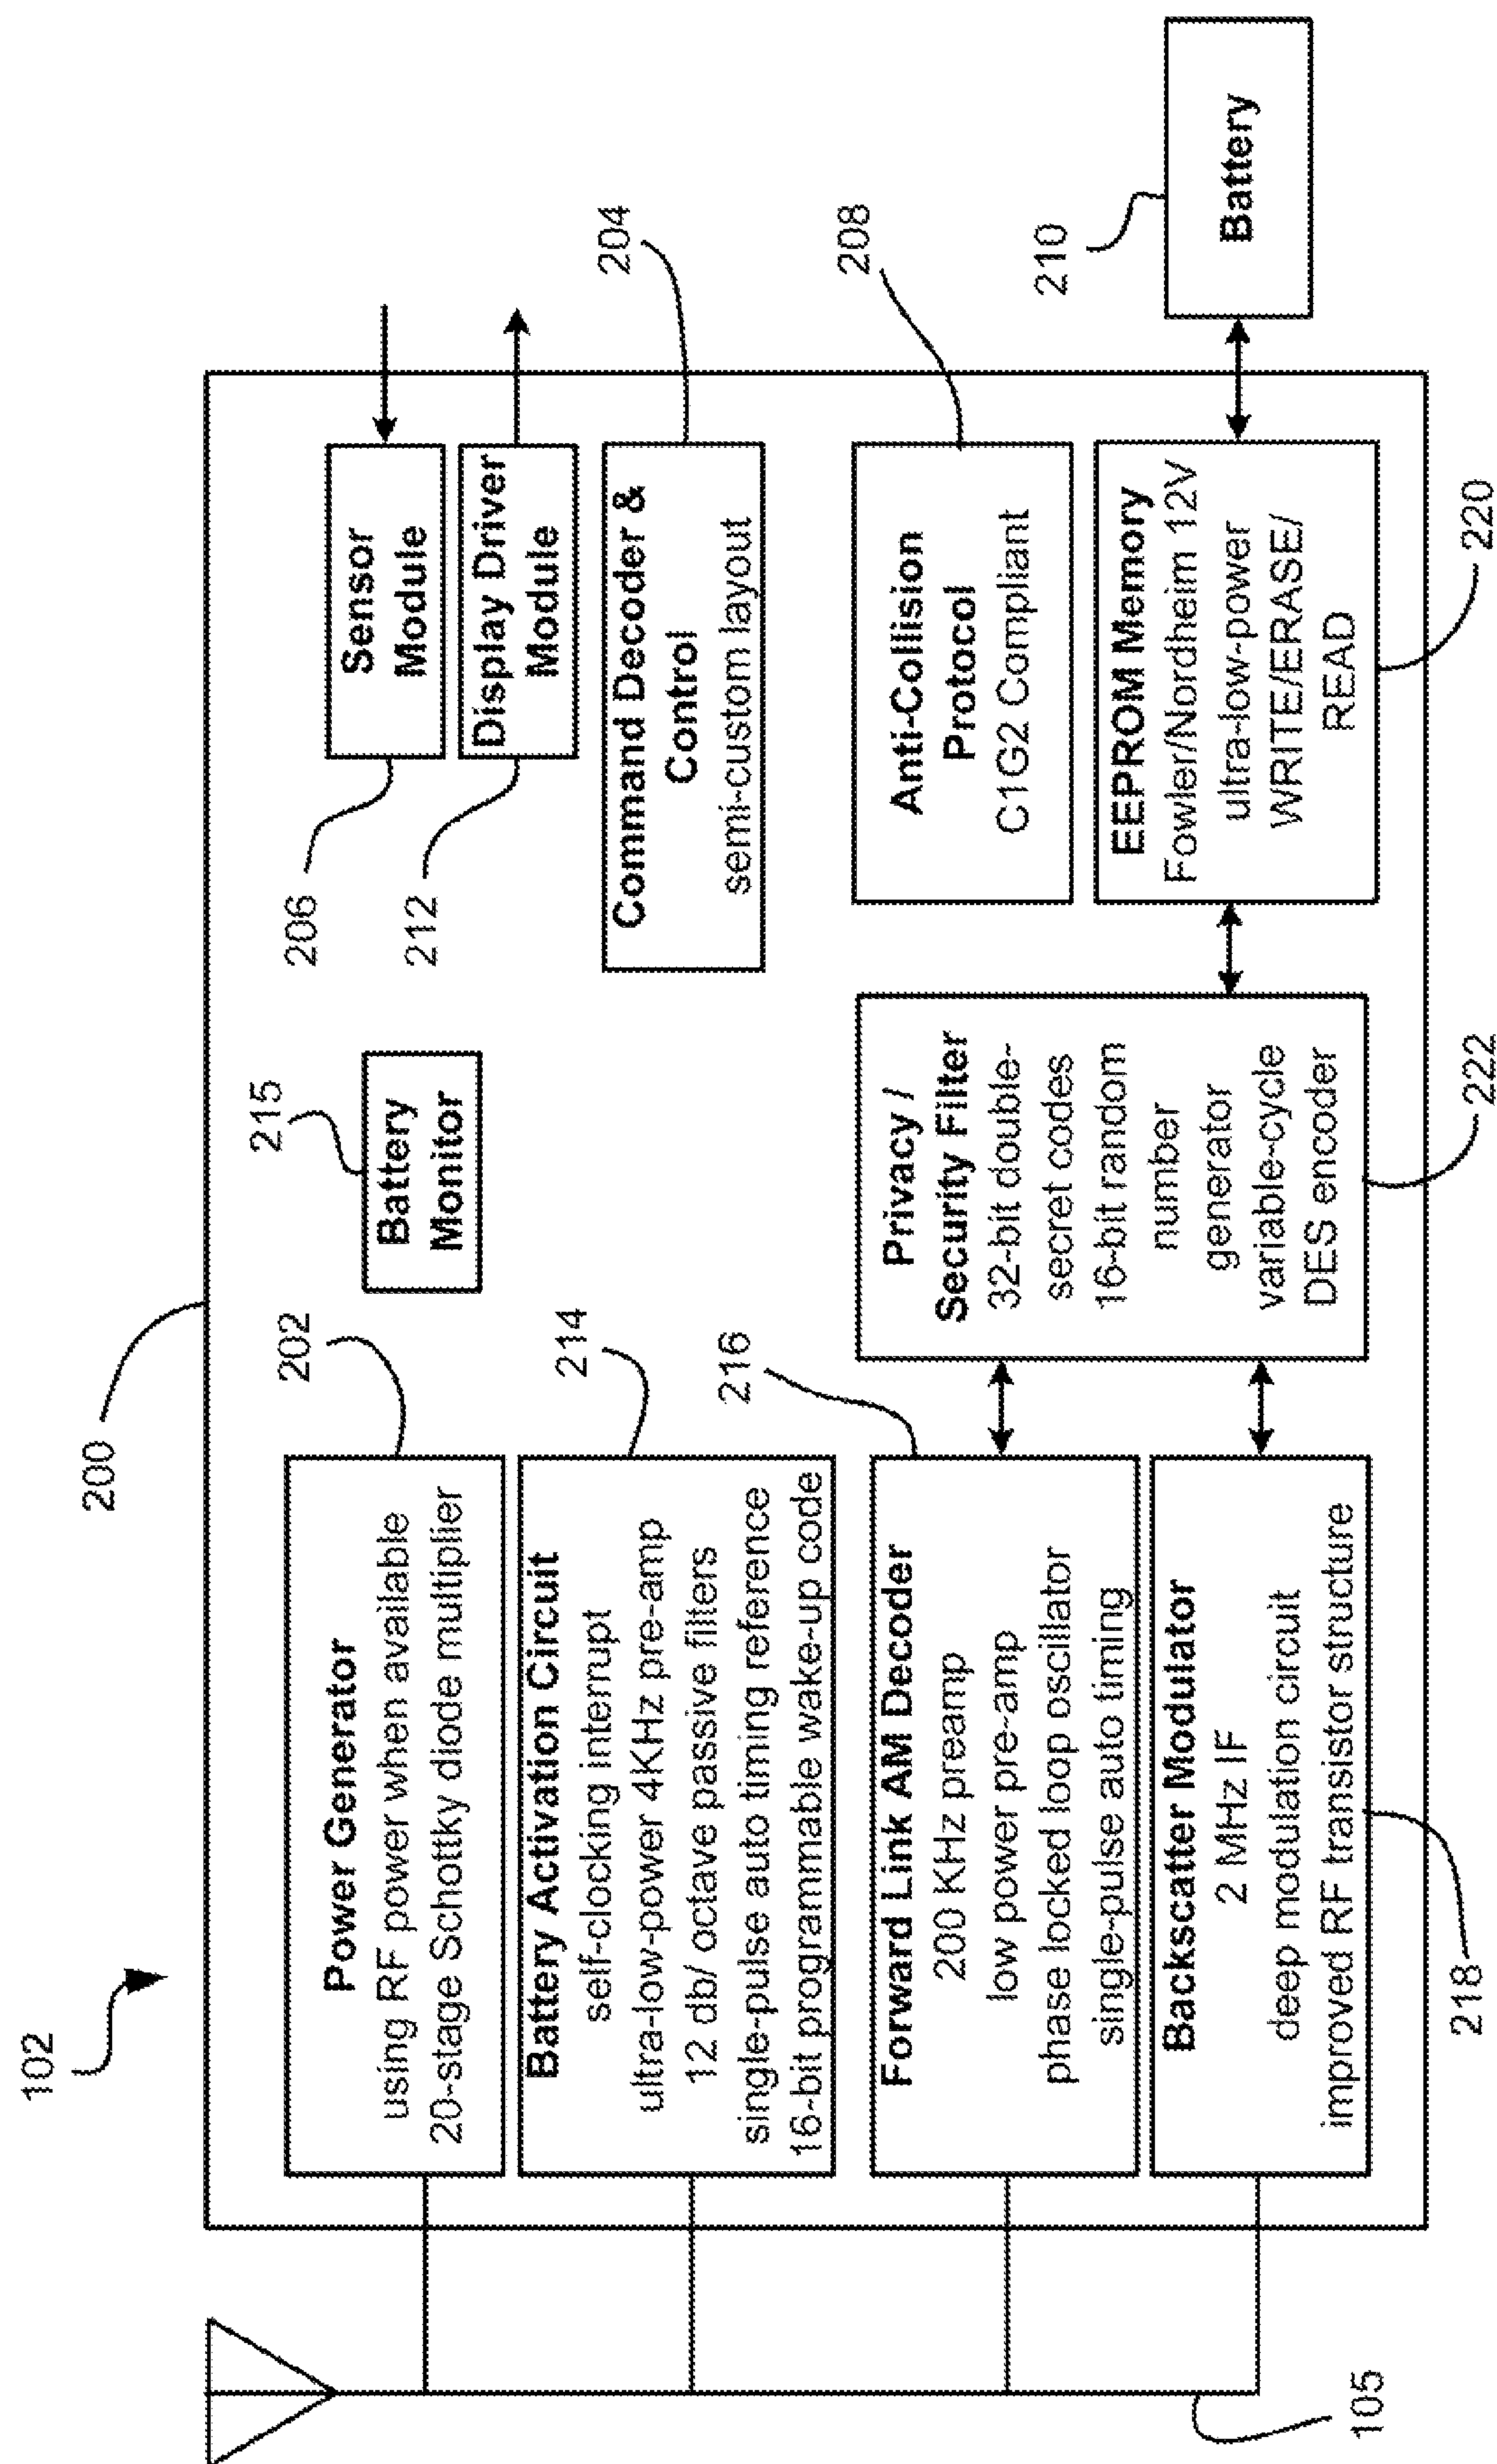 102
200
Power Generator
using RF power when available
20-stage Schottky diode multiplier
202
Battery Activation Circuit
self-clocking interrupt
ultra-low-power 4KHz pre-amp
12 db/ octave passive filters
single-pulse auto timing reference
16-bit programmable wake-up code
214
Forward Link AM Decoder
200 KHz preamp
low power pre-amp
phase locked loop oscillator
single-pulse auto timing
216
Backscatter Modulator
2 MHz IF
deep modulation circuit
improved RF transistor structure
218
105
215
Battery
Monitor
Privacy /
Security Filter
32-bit double-
secret codes
16-bit random
number
generator
variable-cycle
DES encoder
222
Sensor
Module
206
Display Driver
Module
212
Command Decoder &
Control
semi-custom layout
204
Anti-Collision
Protocol
C1G2 Compliant
208
EEPROM Memory
Fowler/Nordheim 12V
ultra-low-power
WRITE/ERASE/
READ
220
210
Battery